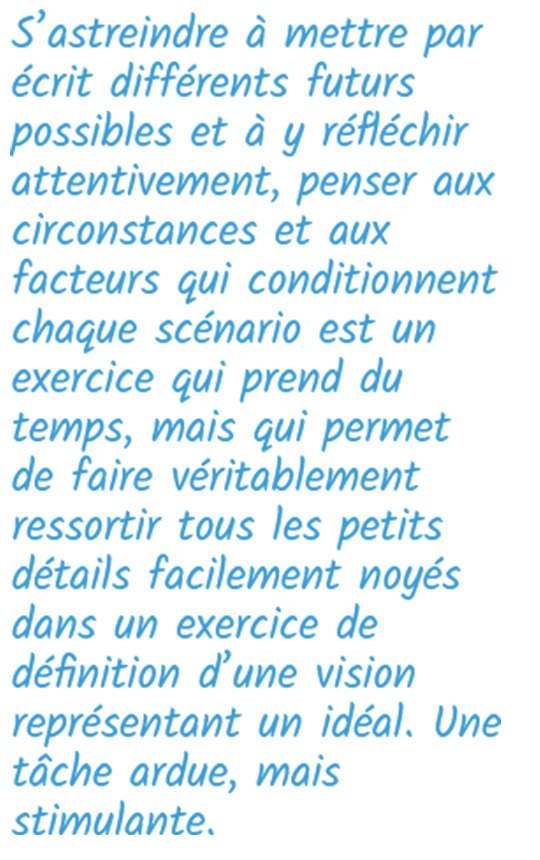 S’astreindre à mettre par
écrit différents futurs
possibles et à y réfléchir
attentivement, penser aux
circonstances et aux
facteurs qui conditionnent
chaque scénario est un
exercice qui prend du
temps, mais qui permet
de faire véritablement
ressortir tous les petits
détails facilement noyés
dans un exercice de
définition d’une vision
représentant un idéal. Une
tâche ardue, mais
stimulante.